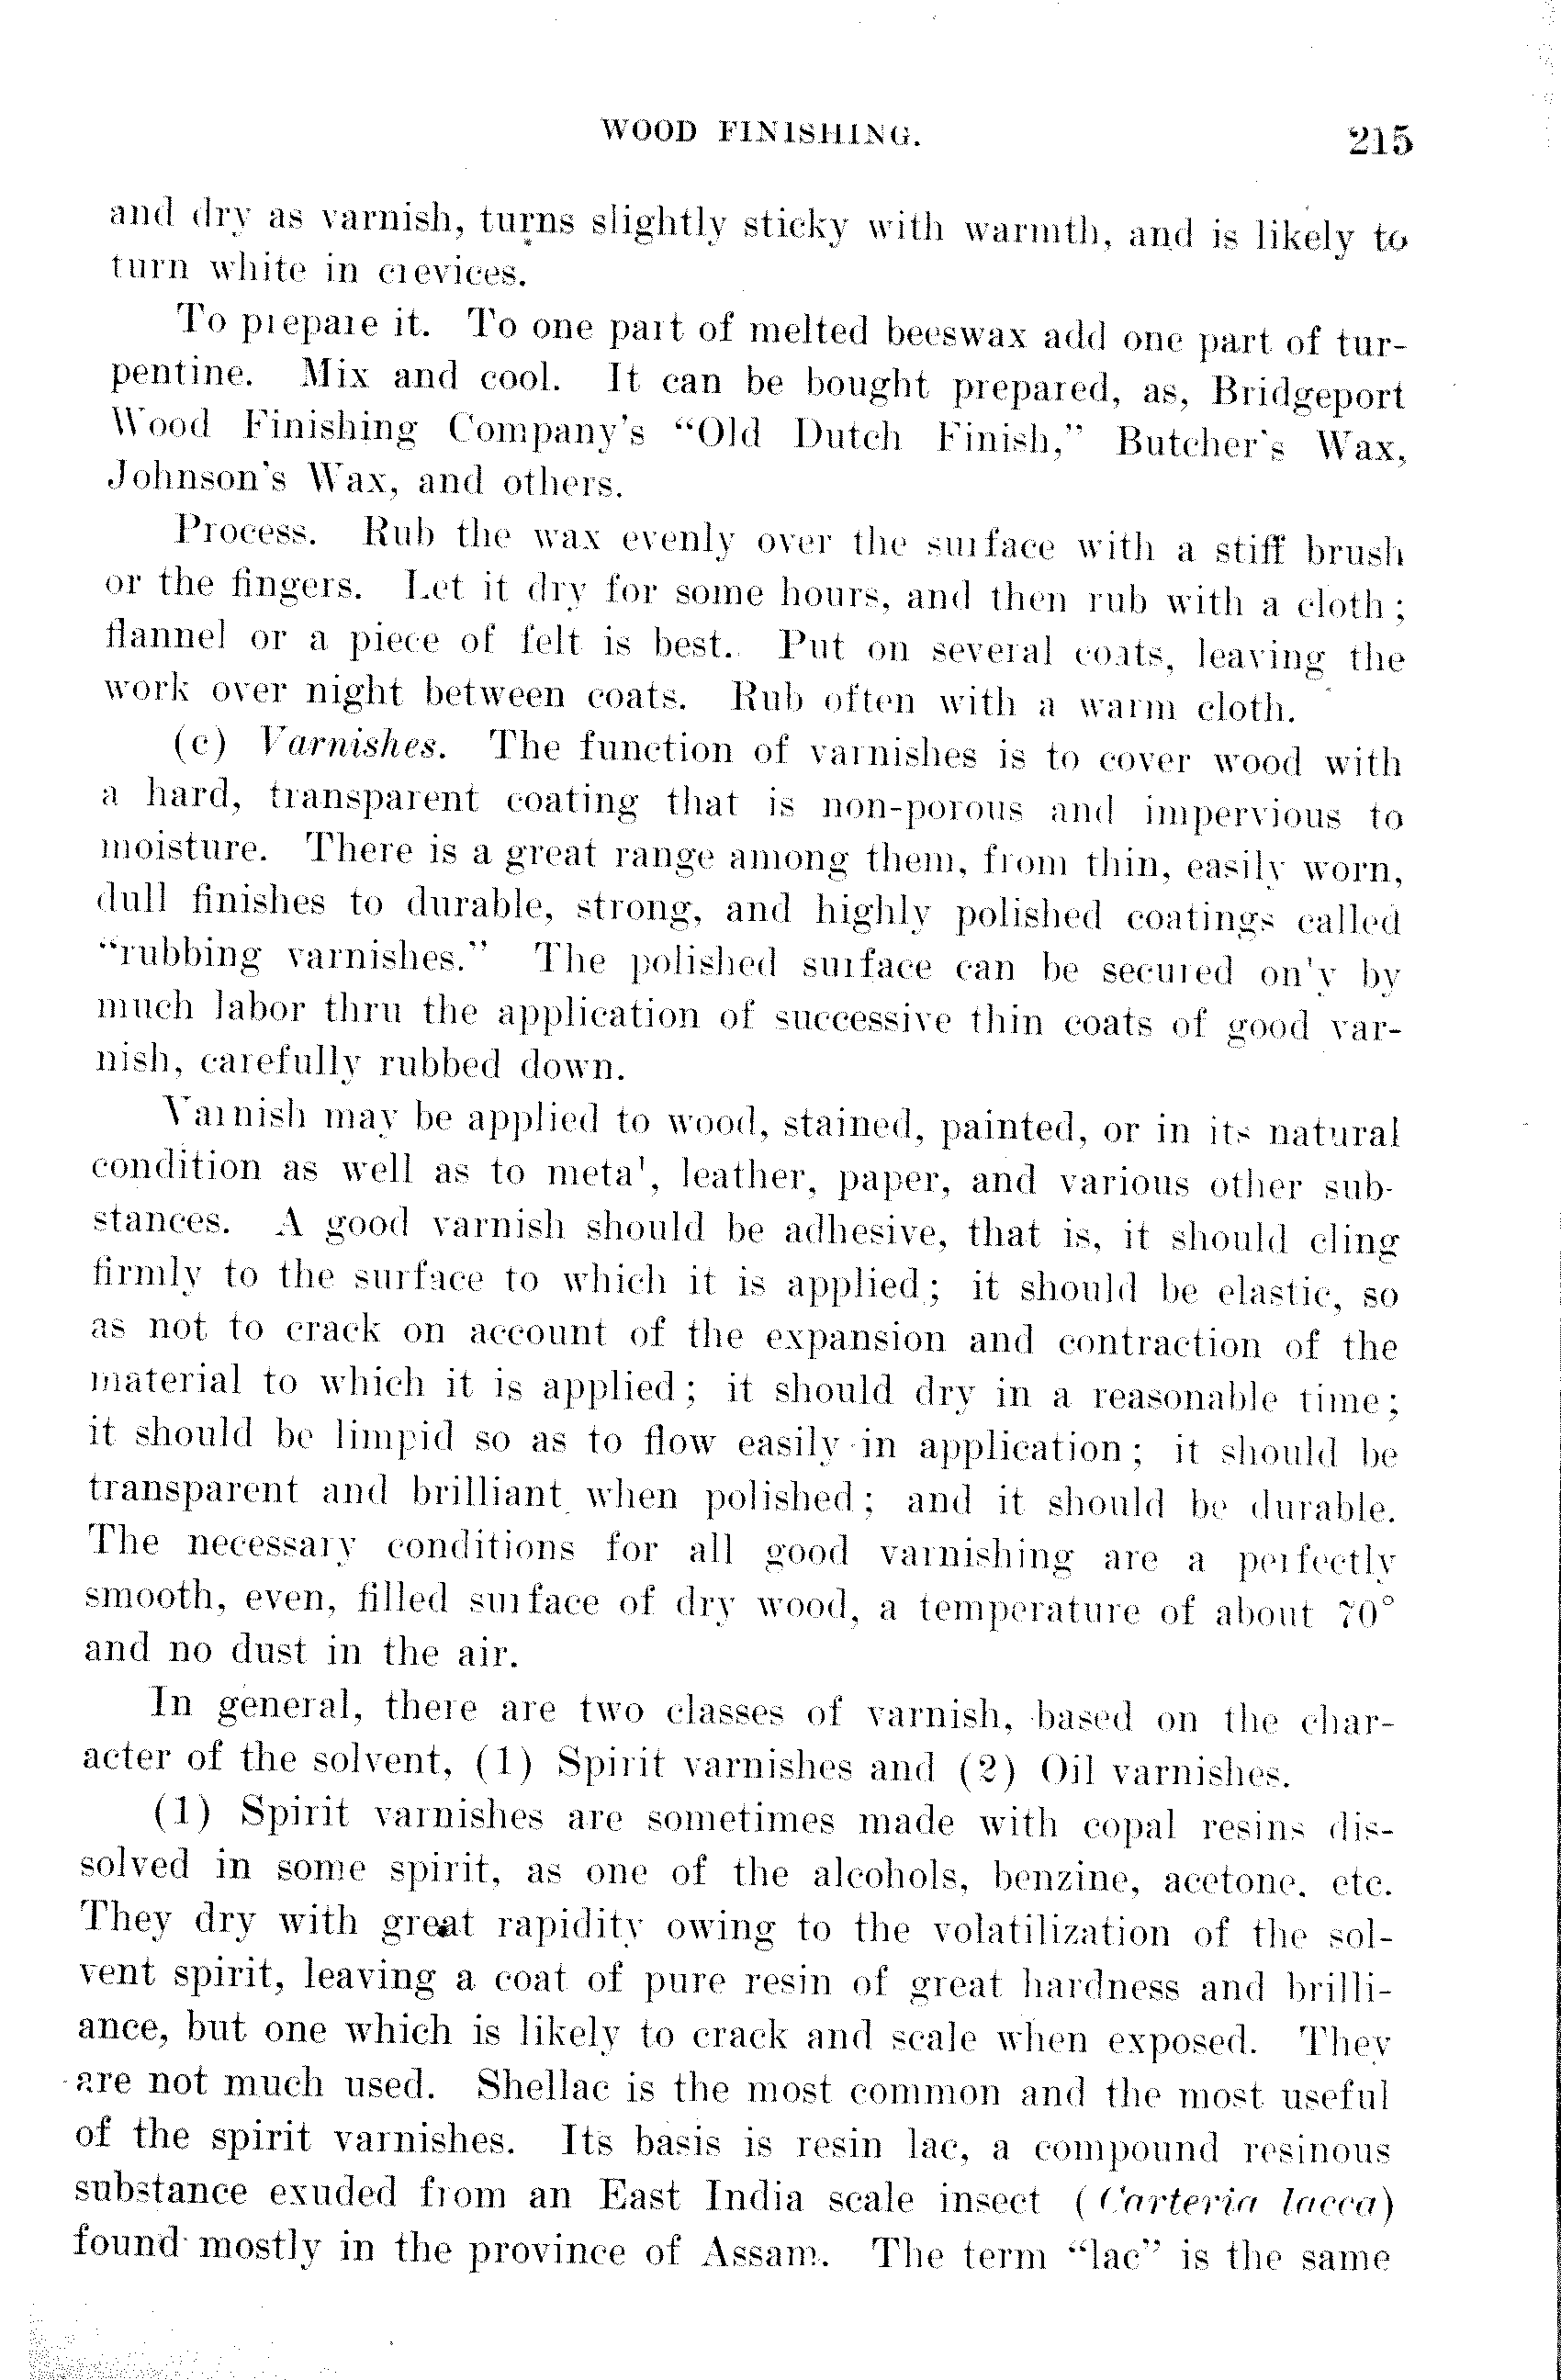 WOOD FINISHING. 215
and dry as varnish, turns slightly sticky with warmth, and is likely to
turn white in crevices.
To prepare it. To one part of melted beeswax add one part of tur-
pentine. Mix and cool. It can be bought prepared, as, Bridgeport
Wood Finishing Company's "Old Dutch Finish," Butcher's Wax,
Johnson's Wax, and others.
Process. Rub the wax evenly over the surface with a stiff brush
or the fingers. Let it dry for some hours, and then rub with a cloth;
flannel or a piece of felt is best. Put on several coats, leaving the
work over night between coats. Rub often with a warm cloth.
(c) Varnishes. The function of varnishes is to cover wood with
a hard, transparent coating that is non-porous and impervious to
moisture. There is a great range among them, from thin, easily worn,
dull finishes to durable, strong, and highly polished coatings called
"rubbing varnishes." The polished surface can be secured only by
much labor thru the application of successive thin coats of good var-
nish, carefully rubbed down.
Varnish may be applied to wood, stained, painted, or in its natural
condition as well as to metal, leather, paper, and various other sub-
stances. A good varnish should be adhesive, that is, it should cling
firmly to the surface to which it is applied; it should be elastic, so
as not to crack on account of the expansion and contraction of the
material to which it is applied; it should dry in a reasonable time;
it should be limpid so as to flow easily in application; it should be
transparent and brilliant when polished; and it should be durable.
The necessary conditions for all good varnishing are a perfectly
smooth, even, filled surface of dry wood, a temperature of about 70°
and no dust in the air.
In general, there are two classes of varnish, based on the char-
acter of the solvent, (1) Spirit varnishes and (2) Oil varnishes.
(1) Spirit varnishes are sometimes made with copal resins dis-
solved in some spirit, as one of the alcohols, benzine, acetone, etc.
They dry with great rapidity owing to the volatilization of the sol-
vent spirit, leaving a coat of pure resin of great hardness and brilli-
ance, but one which is likely to crack and scale when exposed. They
are not much used. Shellac is the most common and the most useful
of the spirit varnishes. Its basis is resin lac, a compound resinous
substance exuded from an East India scale insect (Carteria lacca)
found mostly in the province of Assam. The term "lac" is the same